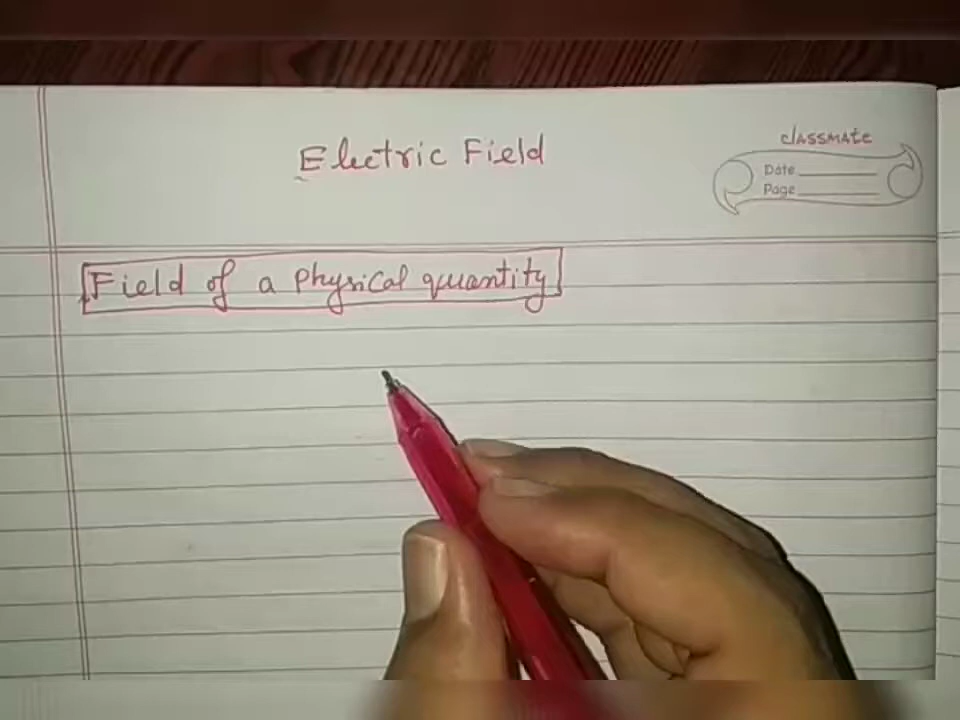 Electric Field
classmate
Date
Page
Field of a physical quantity